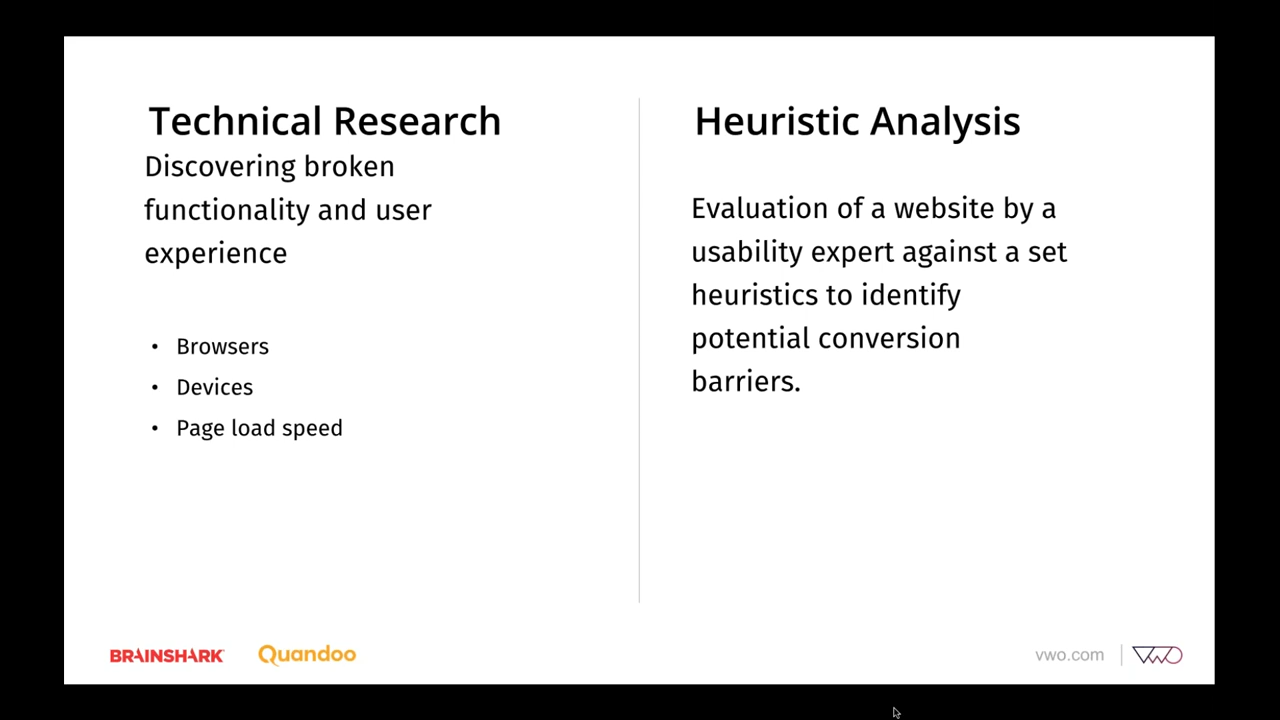 Technical Research
Discovering broken
functionality and user
experience
• Browsers
• Devices
• Page load speed
Heuristic Analysis
Evaluation of a website by a
usability expert against a set
heuristics to identify
potential conversion
barriers.
BRAINSHARK
Quandoo
vwo.com
VWO